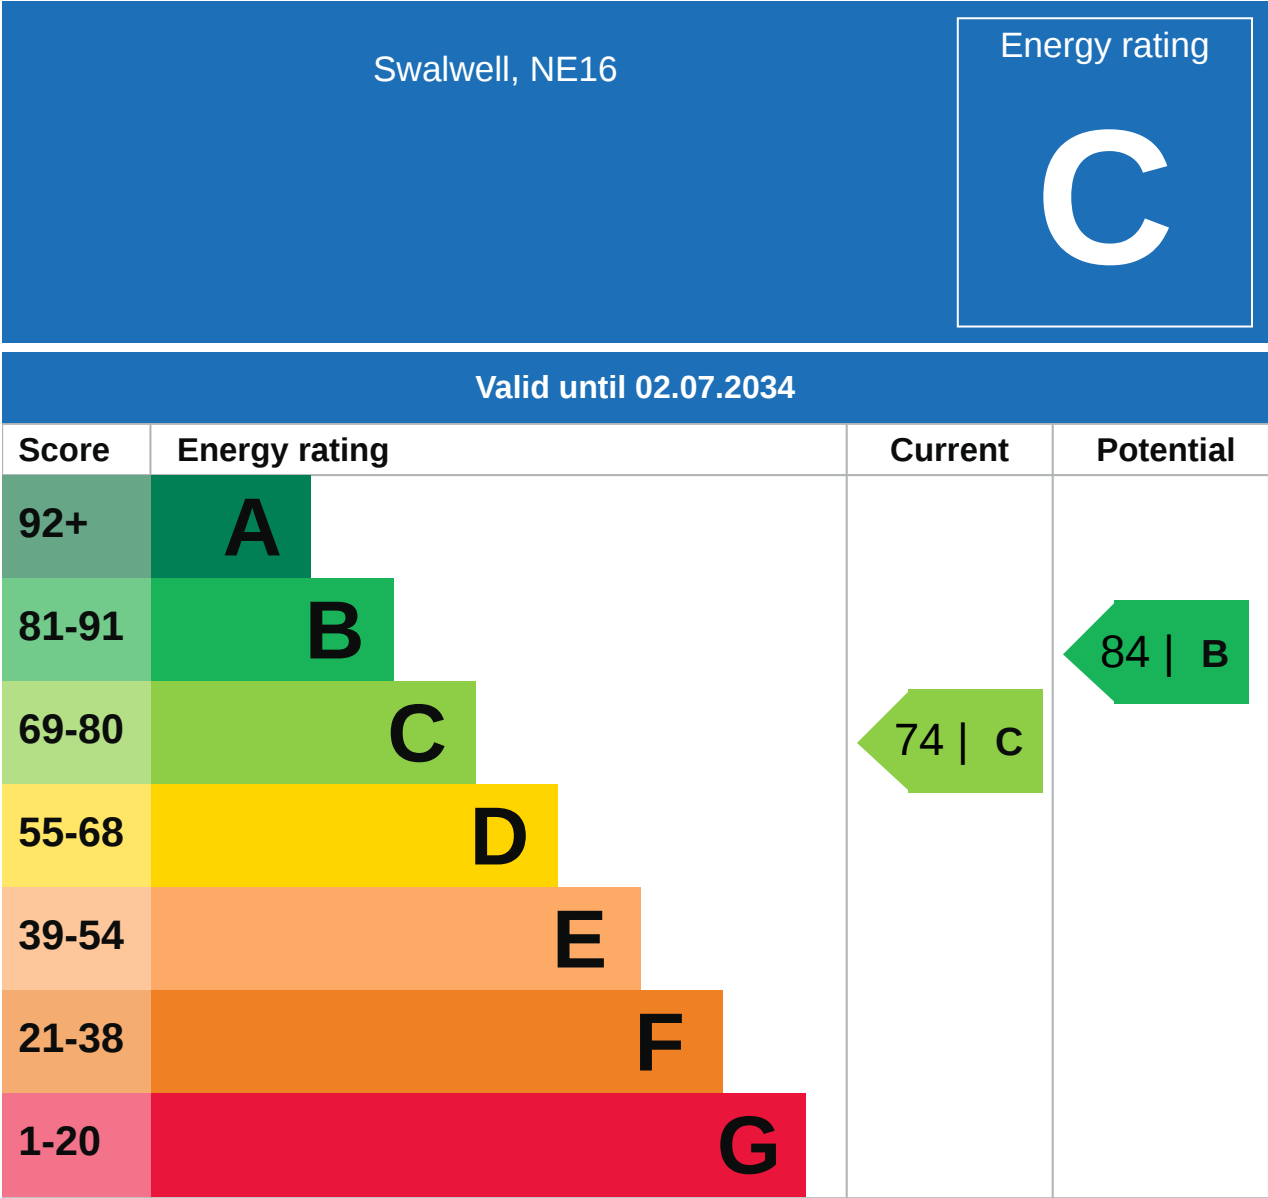 Swalwell, NE16
Energy rating
C
Valid until 02.07.2034
Score Energy rating Current Potential
92+ A
81-91 B
84 | B
69-80 C
74 | C
55-68 D
39-54 E
21-38 F
1-20 G